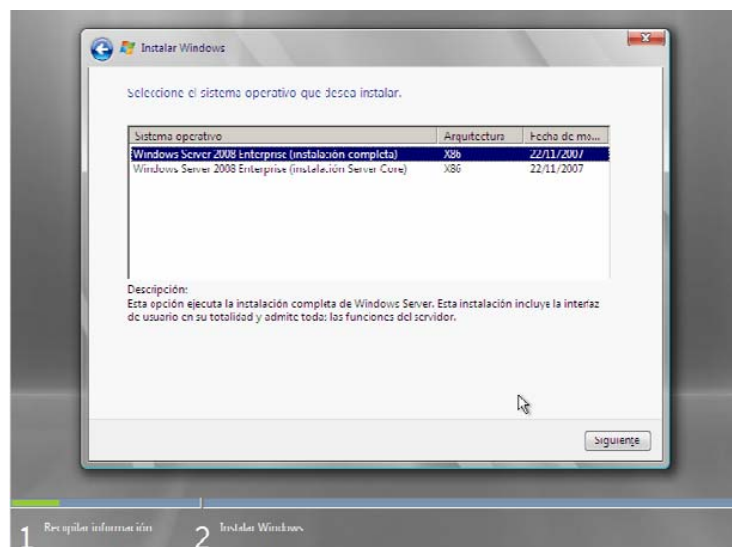 Instalar Windows
Seleccione el sistema operativo que desea instalar.
Sistema operativo Arquitectura Fecha de mo...
Windows Server 2008 Enterprise (instalación completa) X86 22/11/2007
Windows Server 2008 Enterprise (instalación Server Core) X86 22/11/2007
Descripción:
Esta opción ejecuta la instalación completa de Windows Server. Esta instalación incluye la interfaz
de usuario en su totalidad y admite todas las funciones del servidor.
Siguiente
1 Recopilar información 2 Instalar Windows